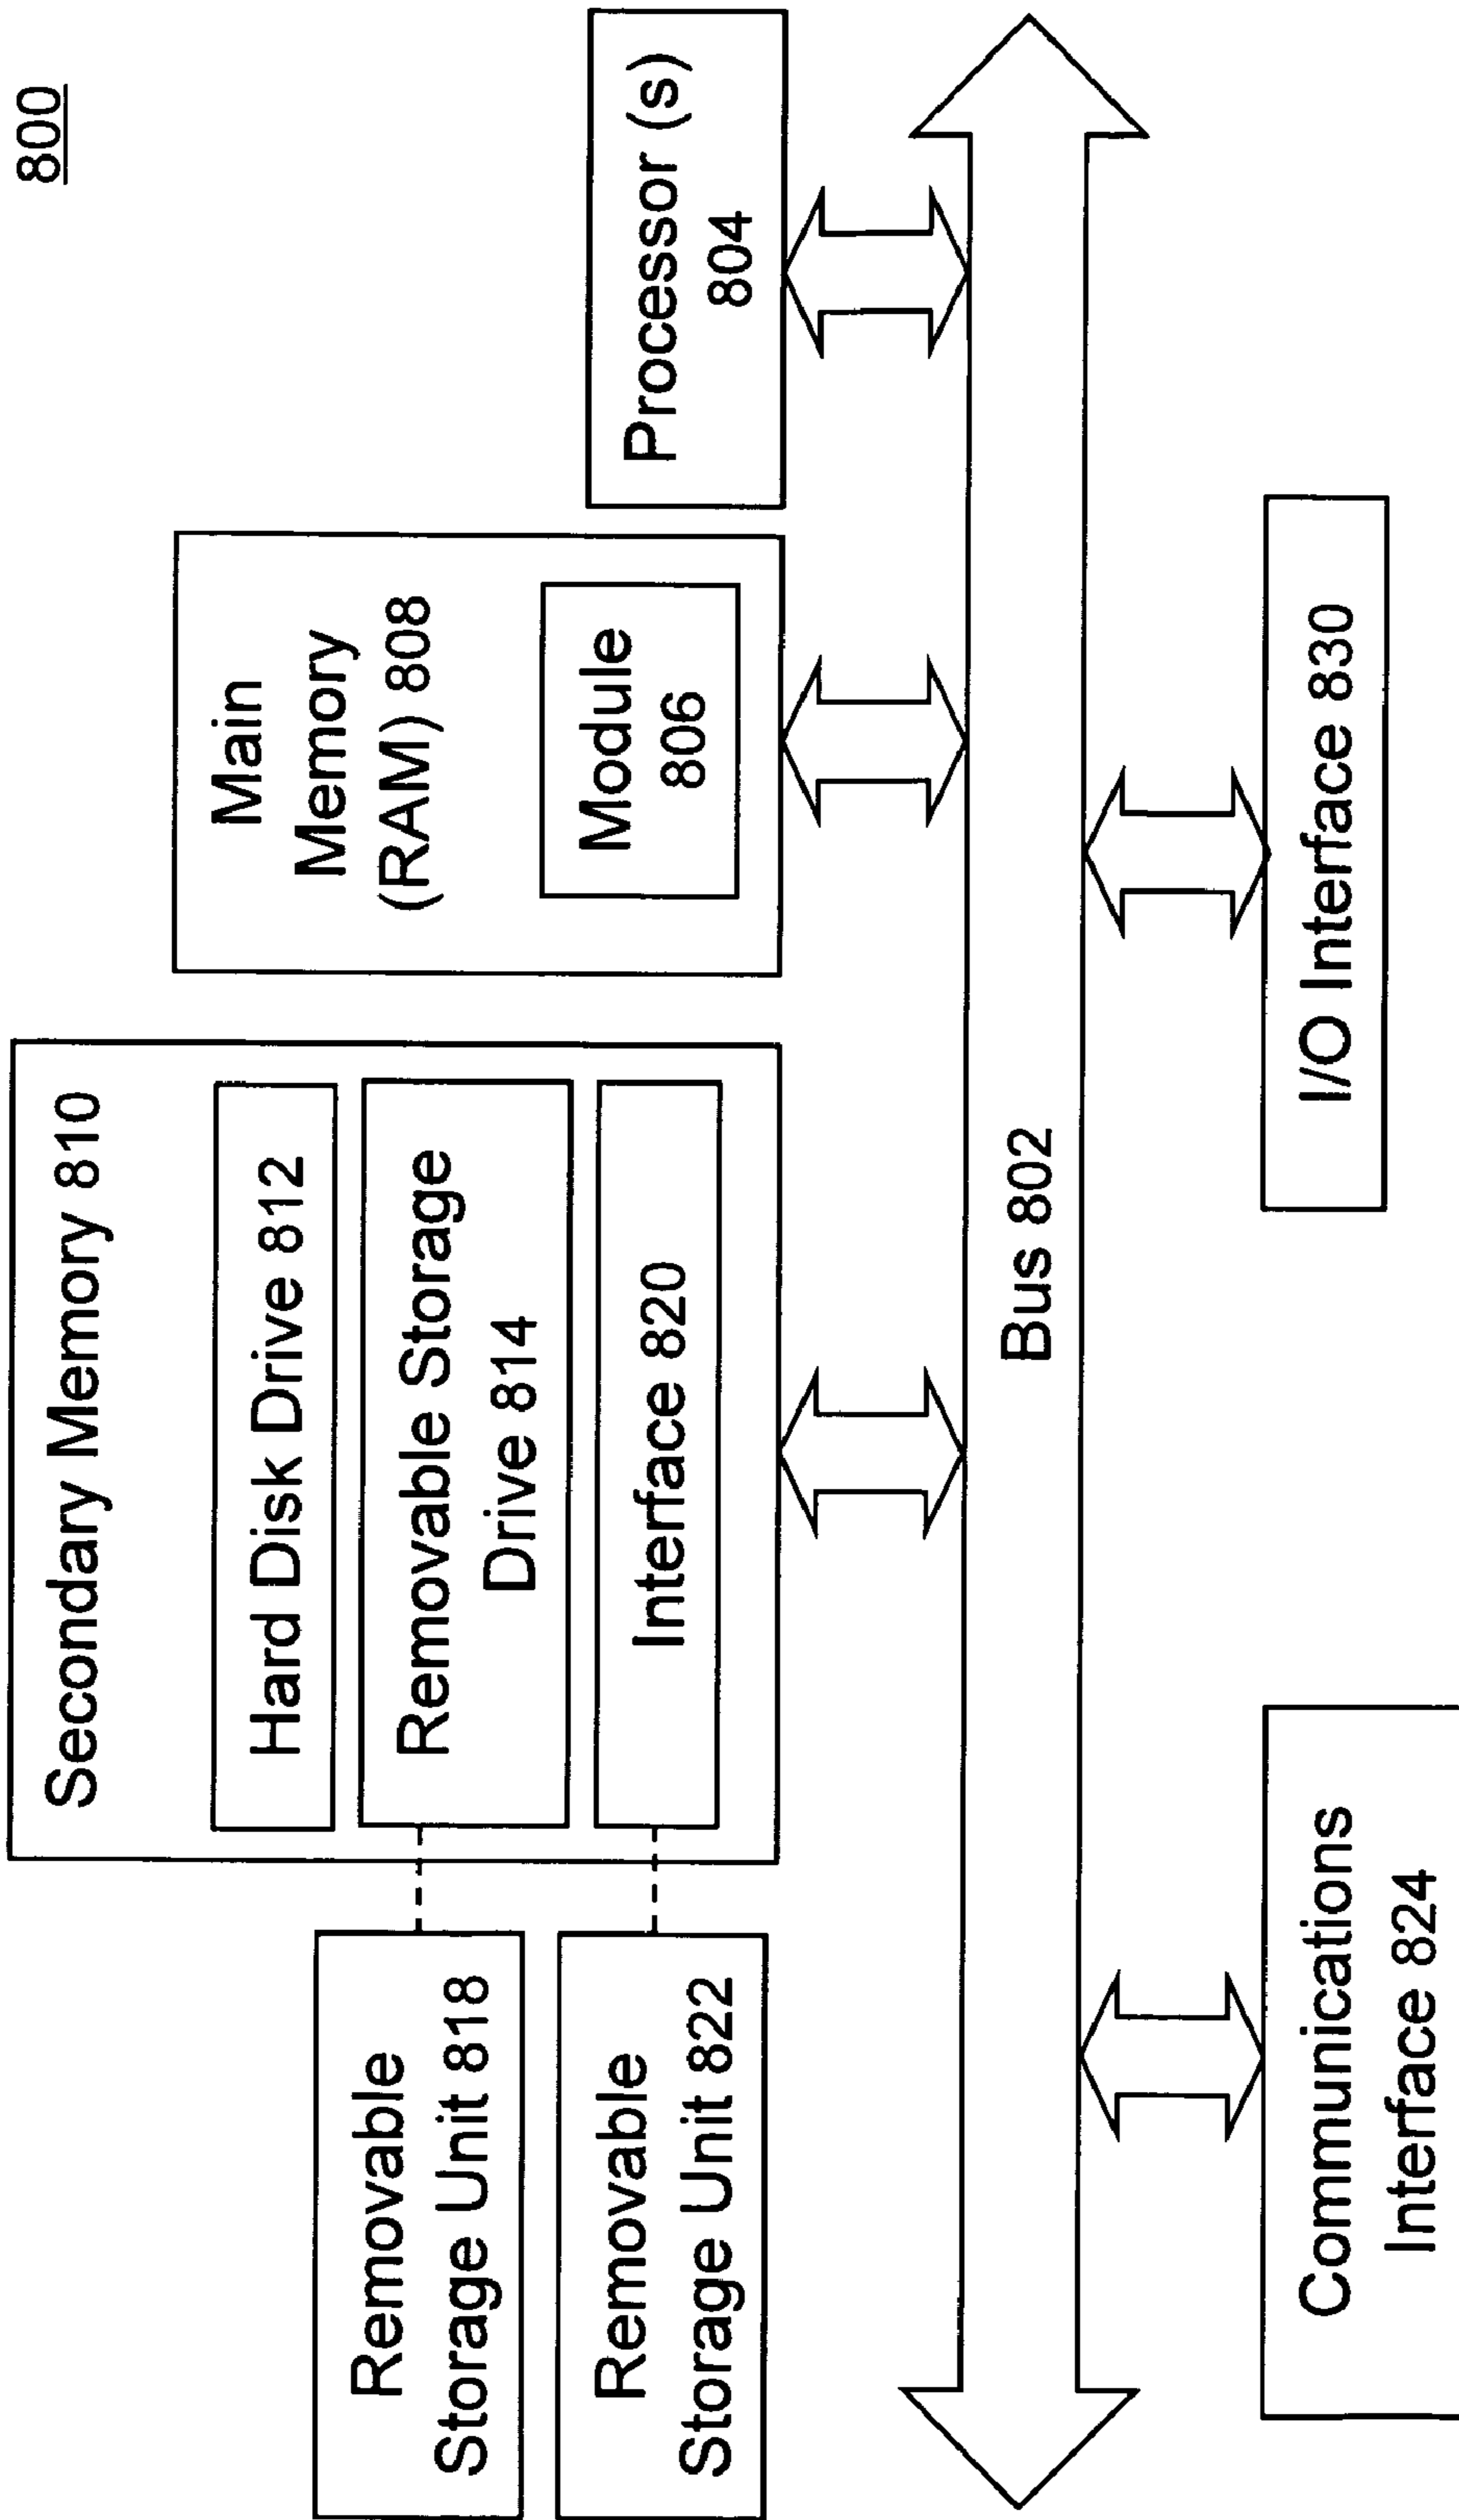 800
Secondary Memory 810
Hard Disk Drive 812
Removable Storage
Drive 814
Interface 820
Removable
Storage Unit 818
Removable
Storage Unit 822
Main
Memory
(RAM) 808
Module
806
Processor (s)
804
Bus 802
Communications
Interface 824
I/O Interface 830